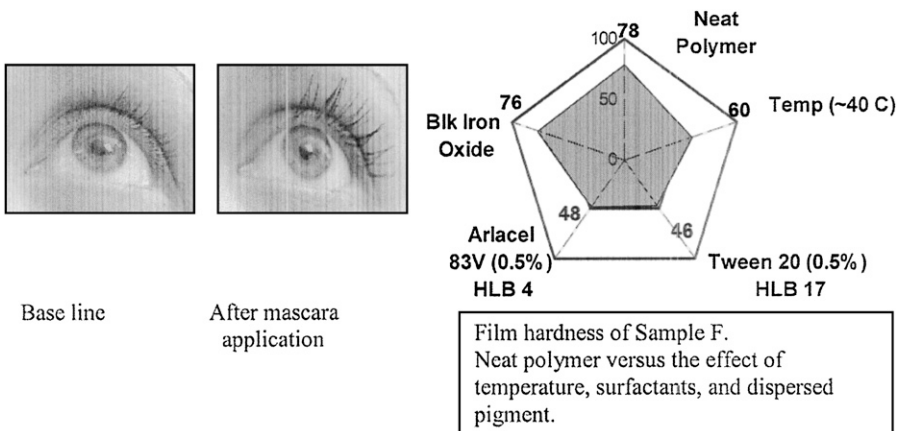 Base line
After mascara
application
78
Neat
Polymer
100
50
0
60
Temp (~40 C)
76
Blk Iron
Oxide
48
46
Arlacel
83V (0.5%)
HLB 4
Tween 20 (0.5%)
HLB 17
Film hardness of Sample F.
Neat polymer versus the effect of
temperature, surfactants, and dispersed
pigment.